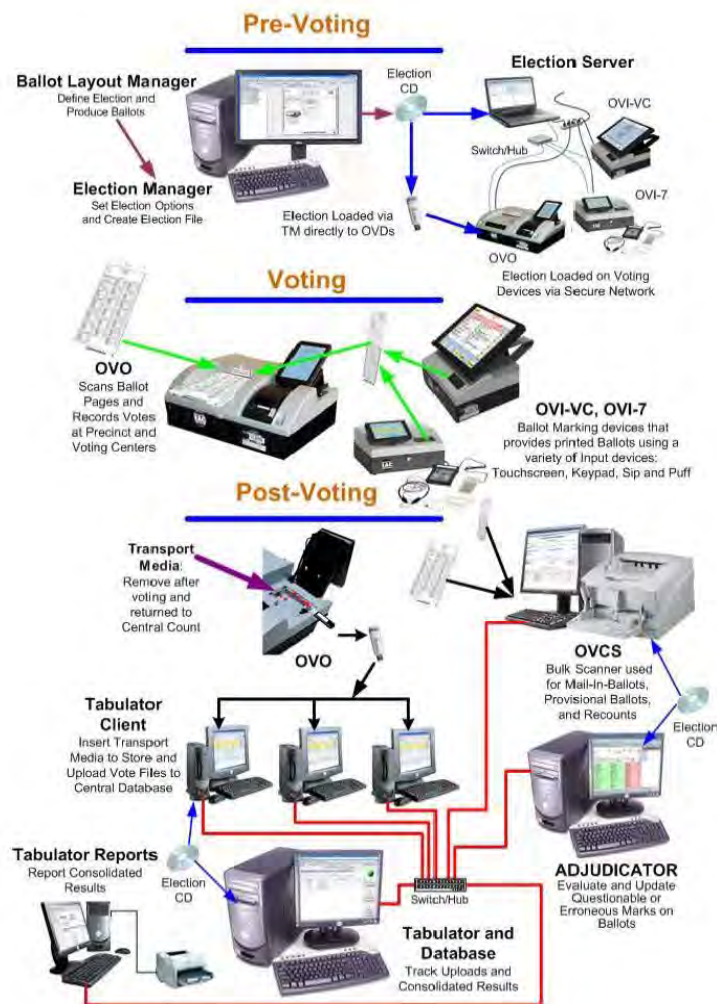 Pre-Voting
Ballot Layout Manager
Define Election and
Produce Ballots
Election
CD
Election Server
OVI-VC
Switch/Hub
Election Manager
Set Election Options
and Create Election File
Election Loaded via
TM directly to OVDs
OVI-7
OVO
Election Loaded on Voting
Devices via Secure Network
Voting
OVO
Scans Ballot
Pages and
Records Votes
at Precinct and
Voting Centers
OVI-VC, OVI-7
Ballot Marking devices that
provides printed Ballots using a
variety of Input devices:
Touchscreen, Keypad, Sip and Puff
Post-Voting
Transport
Media:
Remove after
voting and
returned to
Central Count
OVO
OVCS
Bulk Scanner used
for Mail-In-Ballots,
Provisional Ballots,
and Recounts
Election
CD
Tabulator
Client
Insert Transport
Media to Store and
Upload Vote Files to
Central Database
Tabulator Reports
Report Consolidated
Results
Election
CD
Switch/Hub
Tabulator and
Database
Track Uploads and
Consolidated Results
ADJUDICATOR
Evaluate and Update
Questionable or
Erroneous Marks on
Ballots